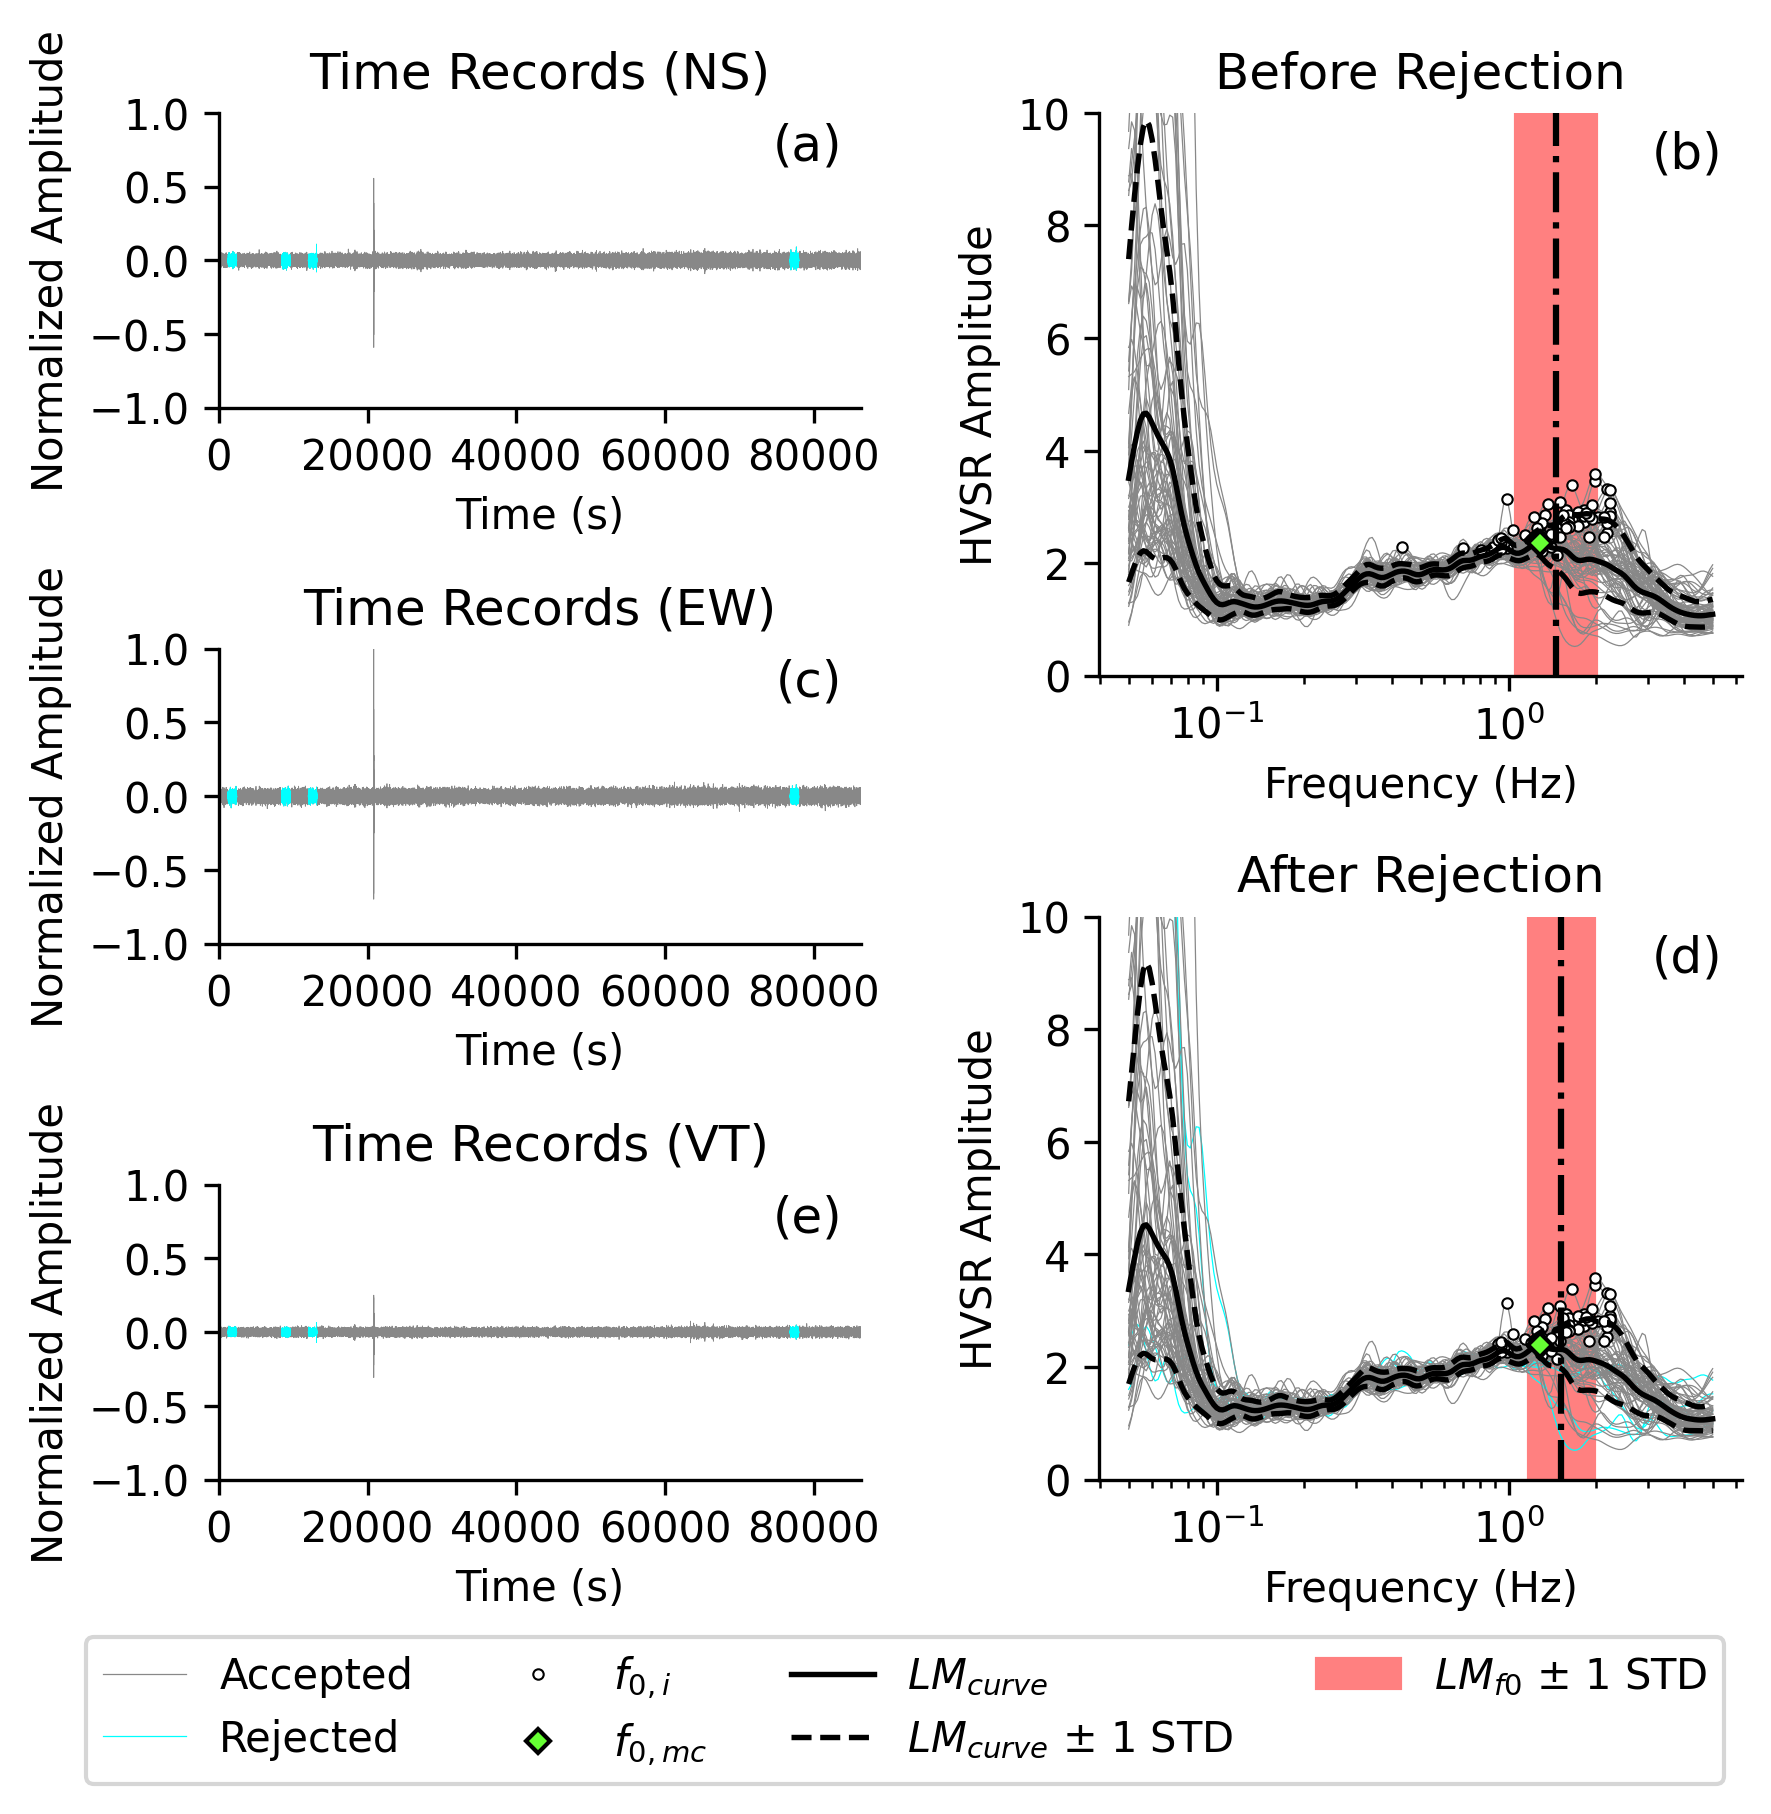 Time Records (NS)
(a)
Normalized Amplitude
1.0
0.5
0.0
−0.5
−1.0
0 20000 40000 60000 80000
Time (s)
Before Rejection
(b)
HVSR Amplitude
10
8
6
4
2
0
10⁻¹ 10⁰
Frequency (Hz)
Time Records (EW)
(c)
Normalized Amplitude
1.0
0.5
0.0
−0.5
−1.0
0 20000 40000 60000 80000
Time (s)
After Rejection
(d)
HVSR Amplitude
10
8
6
4
2
0
10⁻¹ 10⁰
Frequency (Hz)
Time Records (VT)
(e)
Normalized Amplitude
1.0
0.5
0.0
−0.5
−1.0
0 20000 40000 60000 80000
Time (s)
Accepted
Rejected
f0,i
f0,mc
LMcurve
LMcurve ± 1 STD
LMf0 ± 1 STD